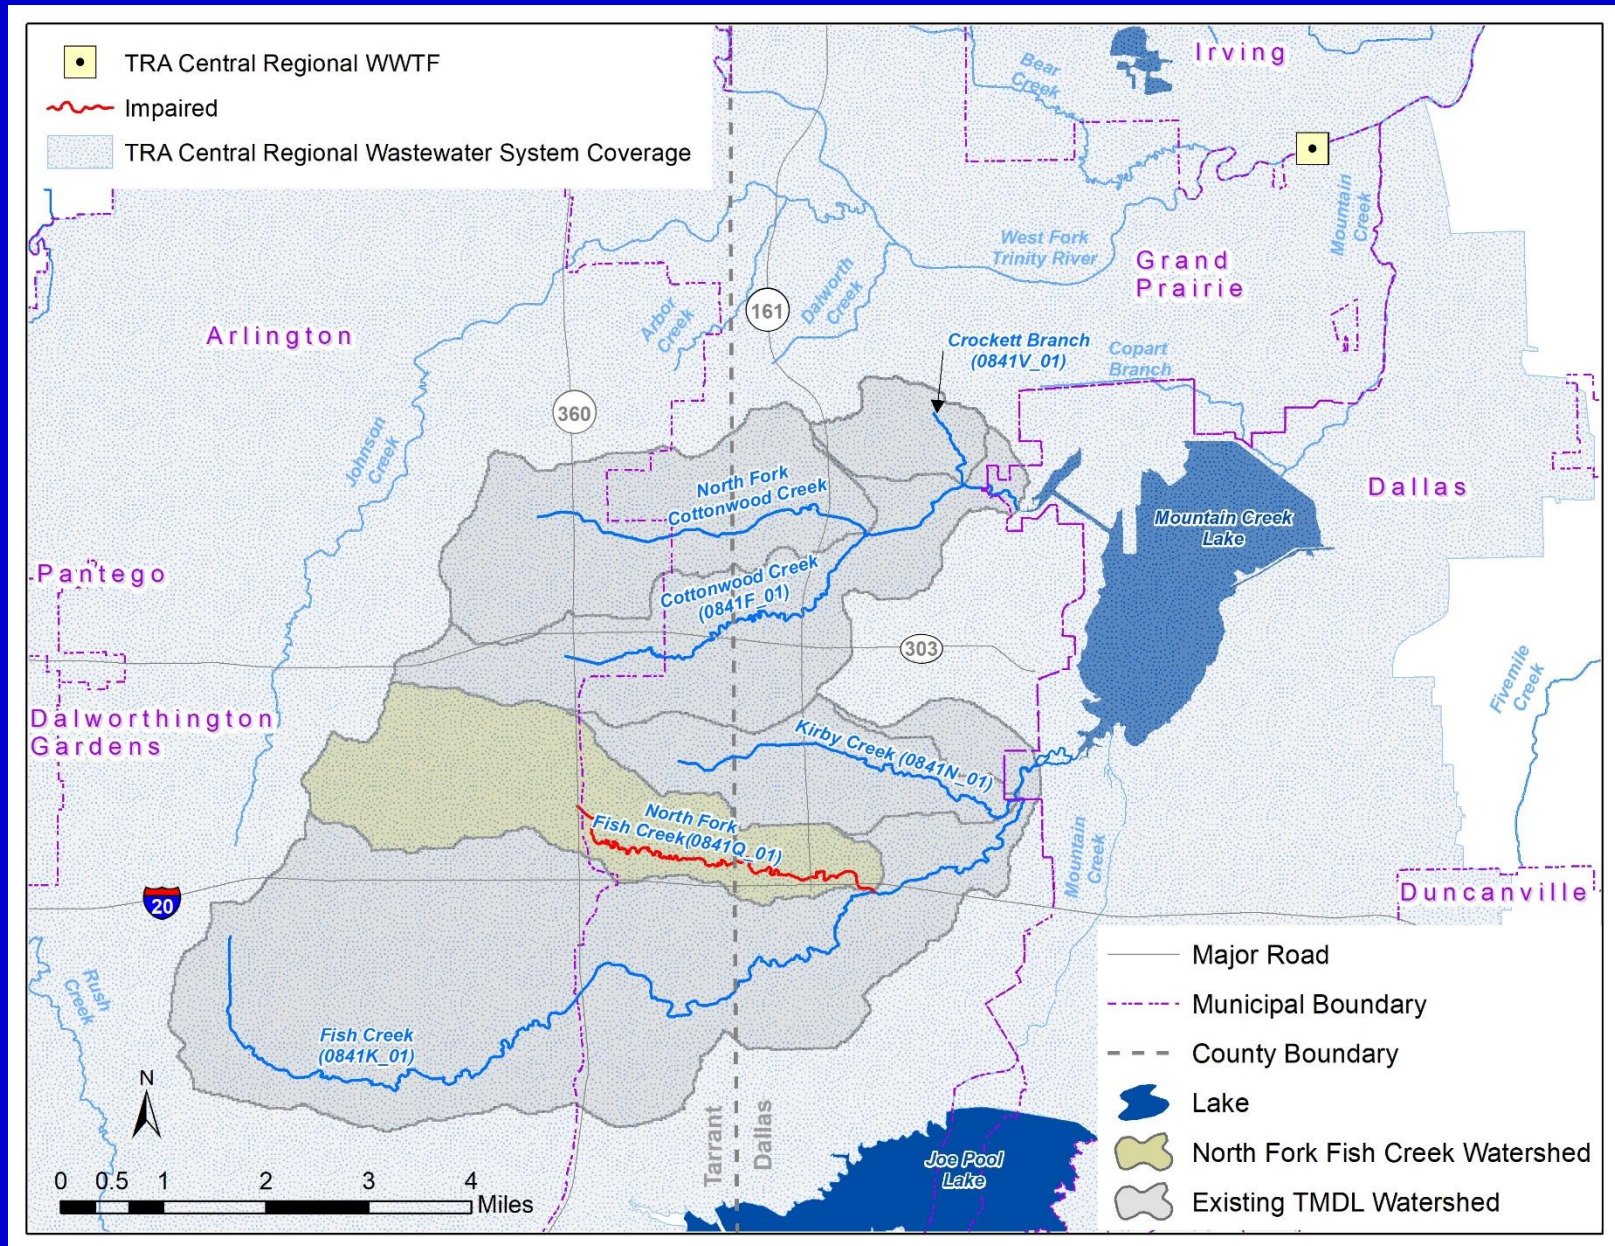 TRA Central Regional WWTF
Impaired
TRA Central Regional Wastewater System Coverage
Irving
Bear
Creek
Mountain
Creek
West Fork
Trinity River
Grand
Prairie
Arbor
Creek
161
Dalworth
Creek
Arlington
Crockett Branch
(0841V_01)
Copart
Branch
360
Johnson
Creek
North Fork
Cottonwood Creek
Dallas
Mountain Creek
Lake
Pantego
Cottonwood Creek
(0841F_01)
303
Fivemile
Creek
Dalworthington
Gardens
Kirby Creek (0841N_01)
North Fork
Fish Creek(0841Q_01)
Mountain
Creek
20
Duncanville
Rush
Creek
Fish Creek
(0841K_01)
N
0 0.5 1 2 3 4
Miles
Tarrant
Dallas
Joe Pool
Lake
Major Road
Municipal Boundary
County Boundary
Lake
North Fork Fish Creek Watershed
Existing TMDL Watershed